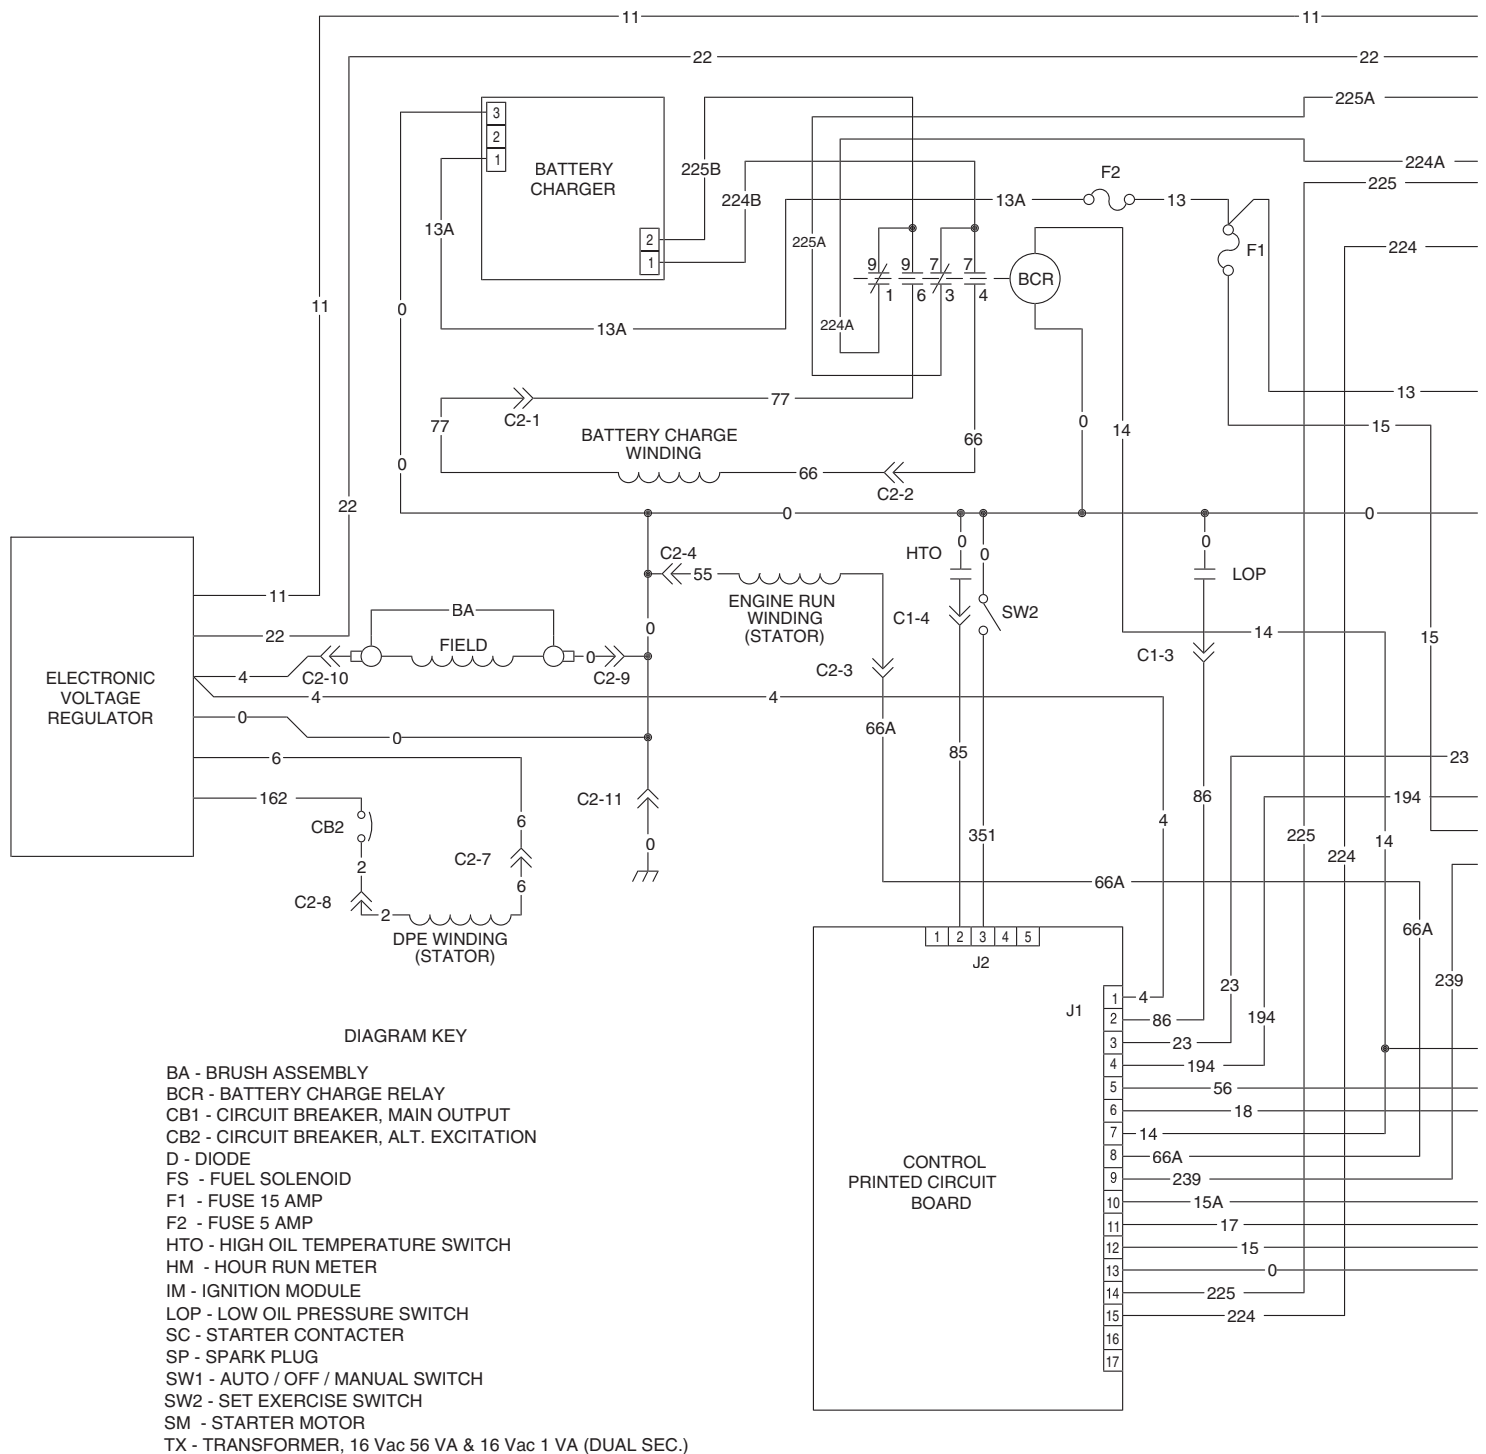 11 11
22 22
225A
3
2
1
BATTERY
CHARGER
225B
224B
224A
F2
225
13A
13A
13
225A
2
1
F1
224
9 9 7 7
BCR
1 6 3 4
0
11
13A
224A
77
C2-1
77
13
0
14
15
BATTERY CHARGE
WINDING
66
0
66
C2-2
22
0 0
HTO
0
0
0
LOP
C2-4
55
11
BA
ENGINE RUN
WINDING
(STATOR)
C1-4
SW2
22
0
14
15
FIELD
0
C2-3
C1-3
4
C2-10
C2-9
ELECTRONIC
VOLTAGE
REGULATOR
4
4
0
0
66A
85
6
23
162
C2-11
86
194
CB2
6
4
351
225
14
0
224
C2-7
2
6
66A
C2-8
2
66A
DPE WINDING
(STATOR)
1 2 3 4 5
J2
239
23
J1
1 4
2 86
194
3 23
4 194
5 56
6 18
7 14
8 66A
9 239
10 15A
11 17
12 15
13 0
14 225
15 224
16
17
CONTROL
PRINTED CIRCUIT
BOARD
DIAGRAM KEY
BA - BRUSH ASSEMBLY
BCR - BATTERY CHARGE RELAY
CB1 - CIRCUIT BREAKER, MAIN OUTPUT
CB2 - CIRCUIT BREAKER, ALT. EXCITATION
D - DIODE
FS - FUEL SOLENOID
F1 - FUSE 15 AMP
F2 - FUSE 5 AMP
HTO - HIGH OIL TEMPERATURE SWITCH
HM - HOUR RUN METER
IM - IGNITION MODULE
LOP - LOW OIL PRESSURE SWITCH
SC - STARTER CONTACTER
SP - SPARK PLUG
SW1 - AUTO / OFF / MANUAL SWITCH
SW2 - SET EXERCISE SWITCH
SM - STARTER MOTOR
TX - TRANSFORMER, 16 Vac 56 VA & 16 Vac 1 VA (DUAL SEC.)